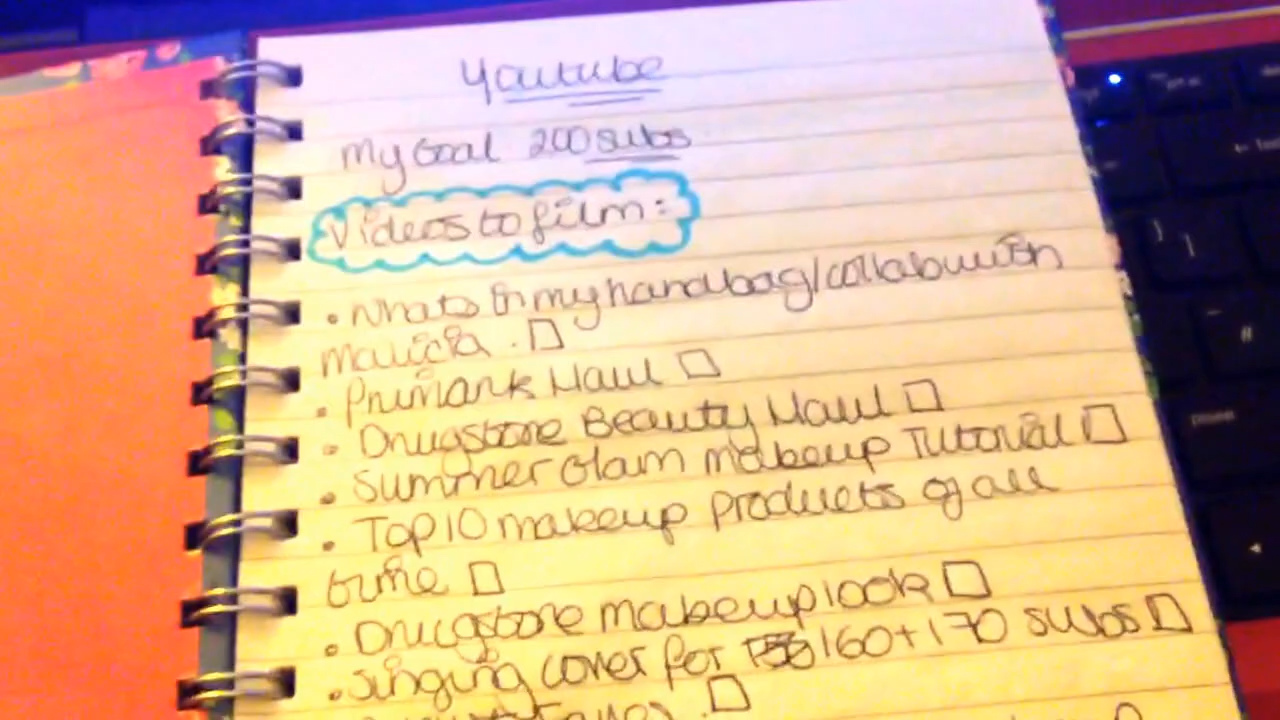 Youtube
My Goal 200 subs
Videos to film:
• Whats in my handbag/collab with
• Primark Haul □
• Drugstore Beauty Haul □
• Summer Glam makeup Tutorial □
• Top 10 makeup products of all
time □
• Drugstore makeup look □
• Singing cover for 160+170 subs □